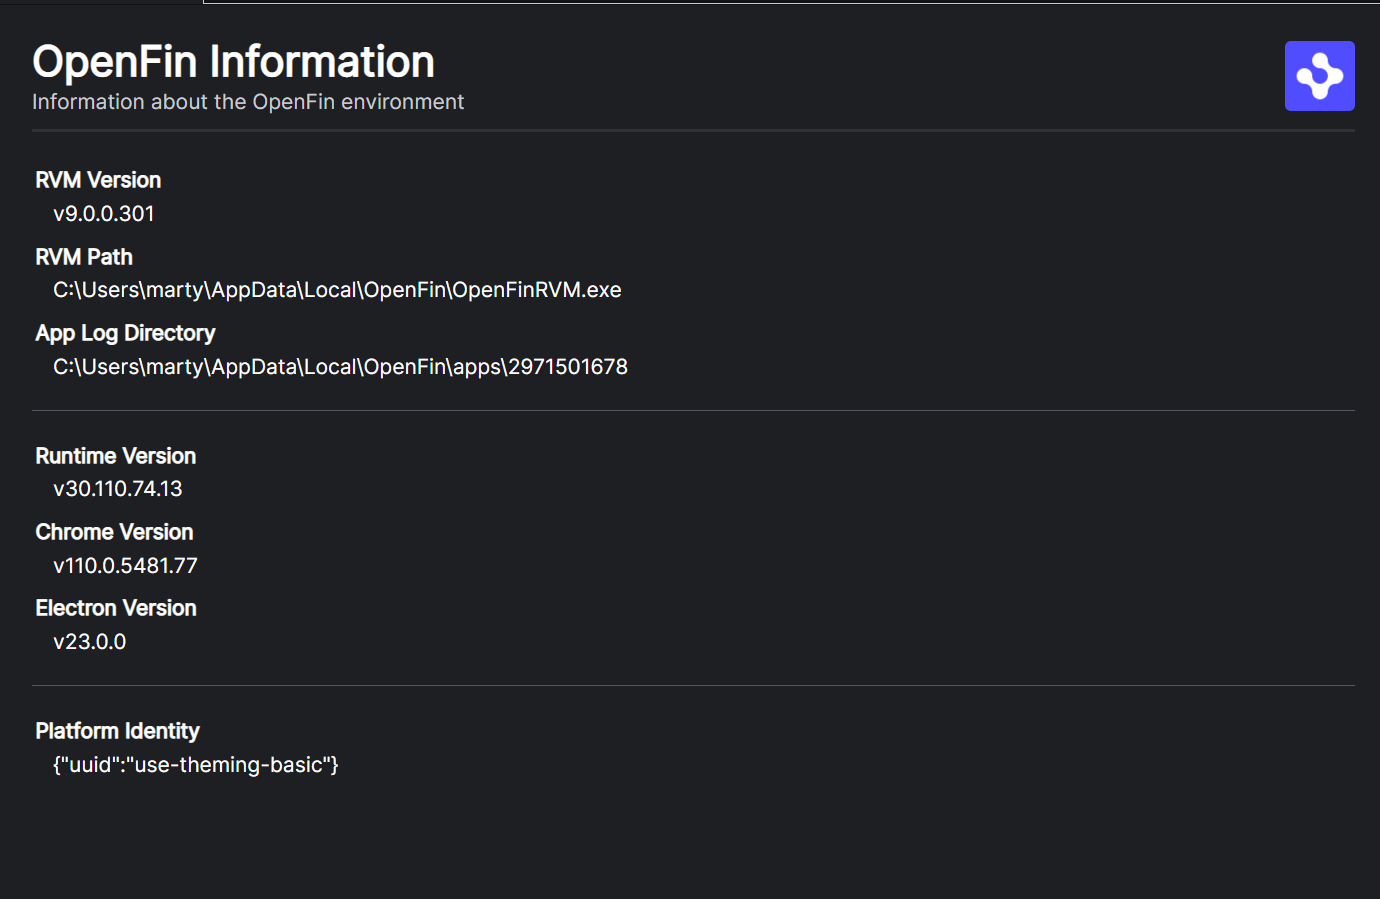 OpenFin Information
Information about the OpenFin environment
RVM Version
v9.0.0.301
RVM Path
C:\Users\marty\AppData\Local\OpenFin\OpenFinRVM.exe
App Log Directory
C:\Users\marty\AppData\Local\OpenFin\apps\2971501678
Runtime Version
v30.110.74.13
Chrome Version
v110.0.5481.77
Electron Version
v23.0.0
Platform Identity
{"uuid":"use-theming-basic"}